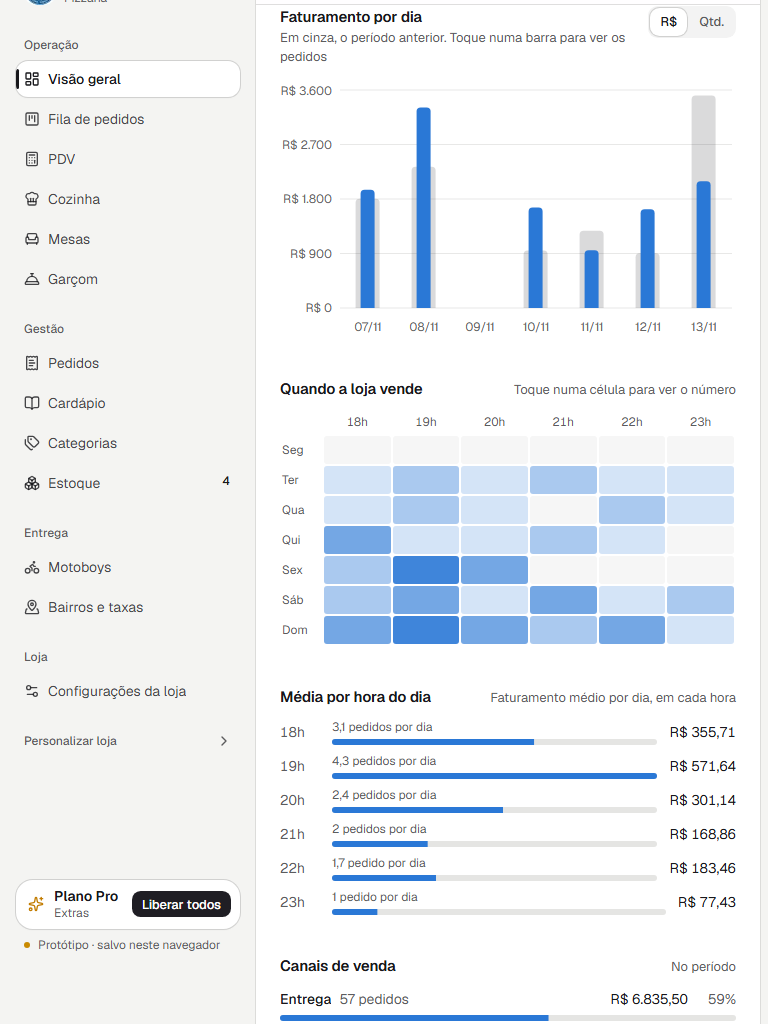 Pizzaria
Operação
Visão geral
Fila de pedidos
PDV
Cozinha
Mesas
Garçom
Gestão
Pedidos
Cardápio
Categorias
Estoque 4
Entrega
Motoboys
Bairros e taxas
Loja
Configurações da loja
Personalizar loja
Plano Pro
Extras
Liberar todos
Protótipo · salvo neste navegador
Faturamento por dia
Em cinza, o período anterior. Toque numa barra para ver os
pedidos
R$ Qtd.
R$ 3.600
R$ 2.700
R$ 1.800
R$ 900
R$ 0
07/11 08/11 09/11 10/11 11/11 12/11 13/11
Quando a loja vende Toque numa célula para ver o número
18h 19h 20h 21h 22h 23h
Seg
Ter
Qua
Qui
Sex
Sáb
Dom
Média por hora do dia Faturamento médio por dia, em cada hora
18h 3,1 pedidos por dia R$ 355,71
19h 4,3 pedidos por dia R$ 571,64
20h 2,4 pedidos por dia R$ 301,14
21h 2 pedidos por dia R$ 168,86
22h 1,7 pedido por dia R$ 183,46
23h 1 pedido por dia R$ 77,43
Canais de venda No período
Entrega 57 pedidos R$ 6.835,50 59%